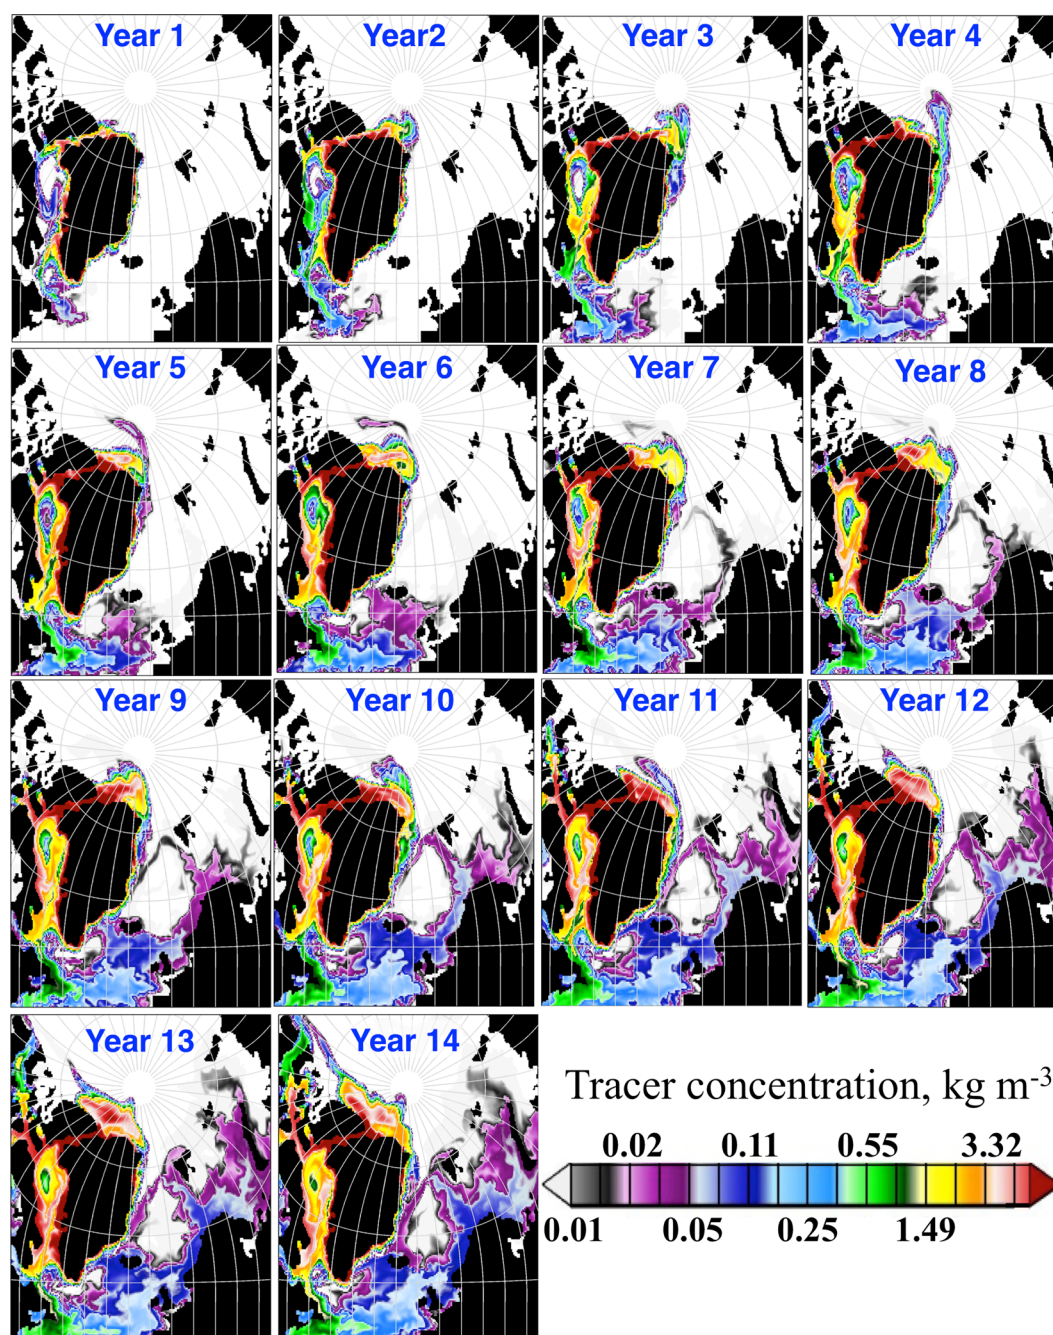 Year 1
Year2
Year 3
Year 4
Year 5
Year 6
Year 7
Year 8
Year 9
Year 10
Year 11
Year 12
Year 13
Year 14
Tracer concentration, kg m-3
0.02 0.11 0.55 3.32
0.01 0.05 0.25 1.49